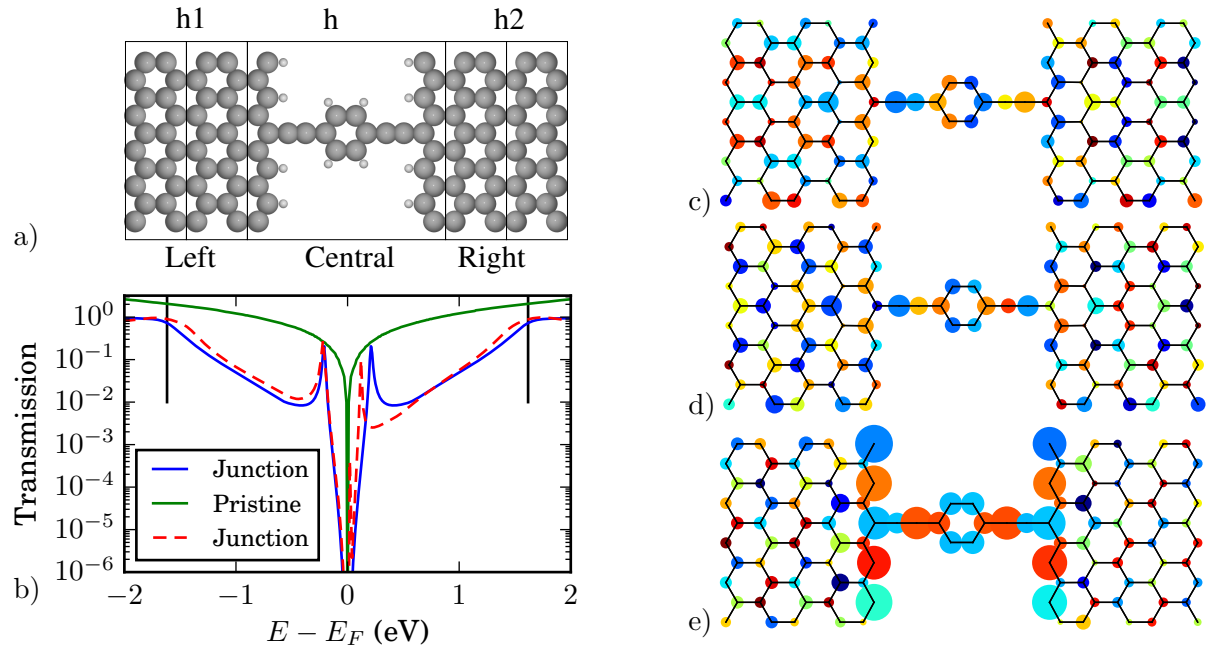 h1 h h2
a)
Left Central Right
Transmission
10^0
10^-1
10^-2
10^-3
10^-4
10^-5
10^-6
Junction
Pristine
Junction
b)
−2 −1 0 1 2
E − E_F (eV)
c)
d)
e)